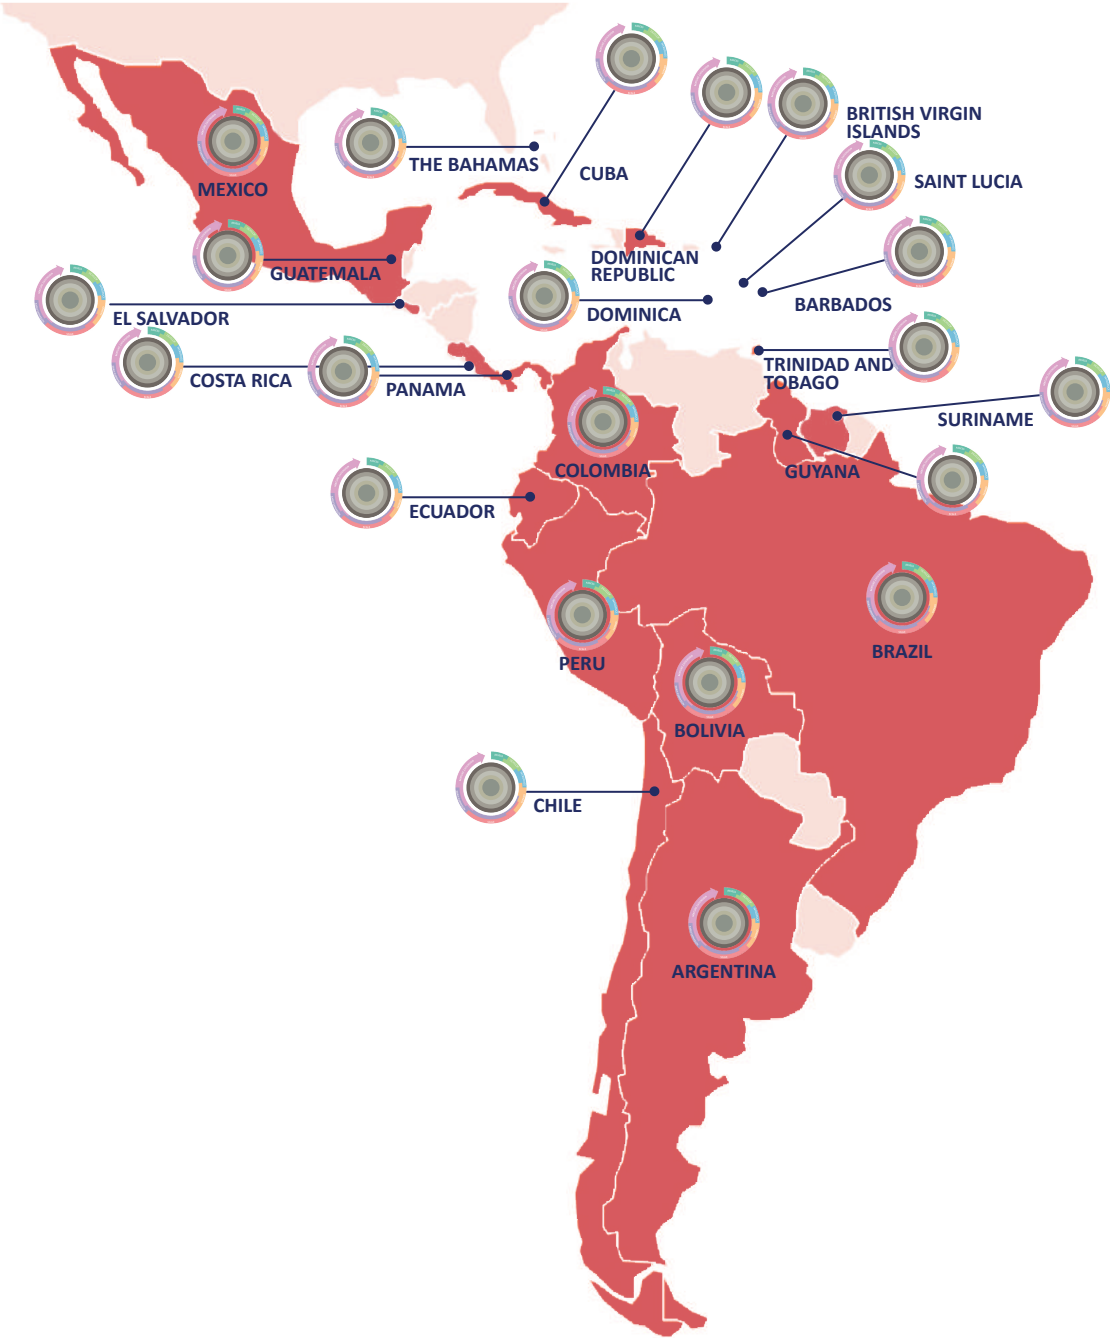 BRITISH VIRGIN
ISLANDS
MEXICO
THE BAHAMAS
CUBA
SAINT LUCIA
DOMINICAN
REPUBLIC
GUATEMALA
BARBADOS
EL SALVADOR
DOMINICA
TRINIDAD AND
TOBAGO
COSTA RICA
PANAMA
SURINAME
COLOMBIA
GUYANA
ECUADOR
BRAZIL
PERU
BOLIVIA
CHILE
ARGENTINA